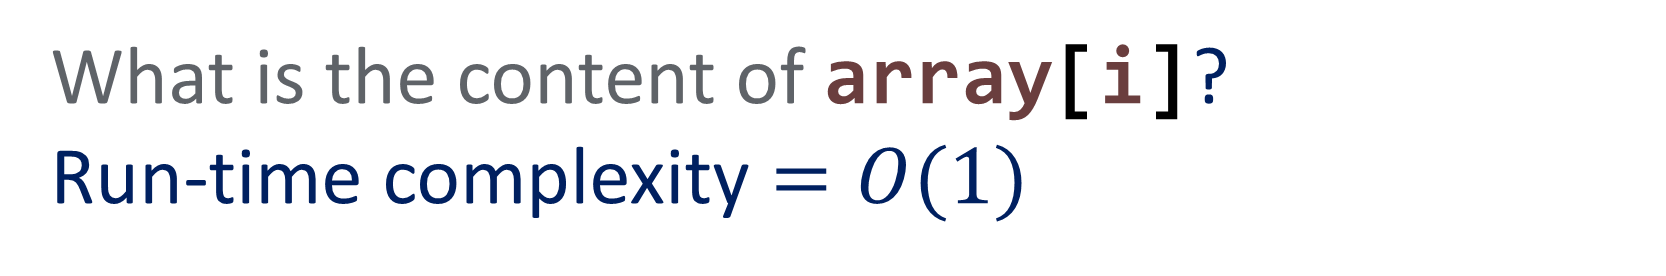 What is the content of array[i]?
Run-time complexity = O(1)